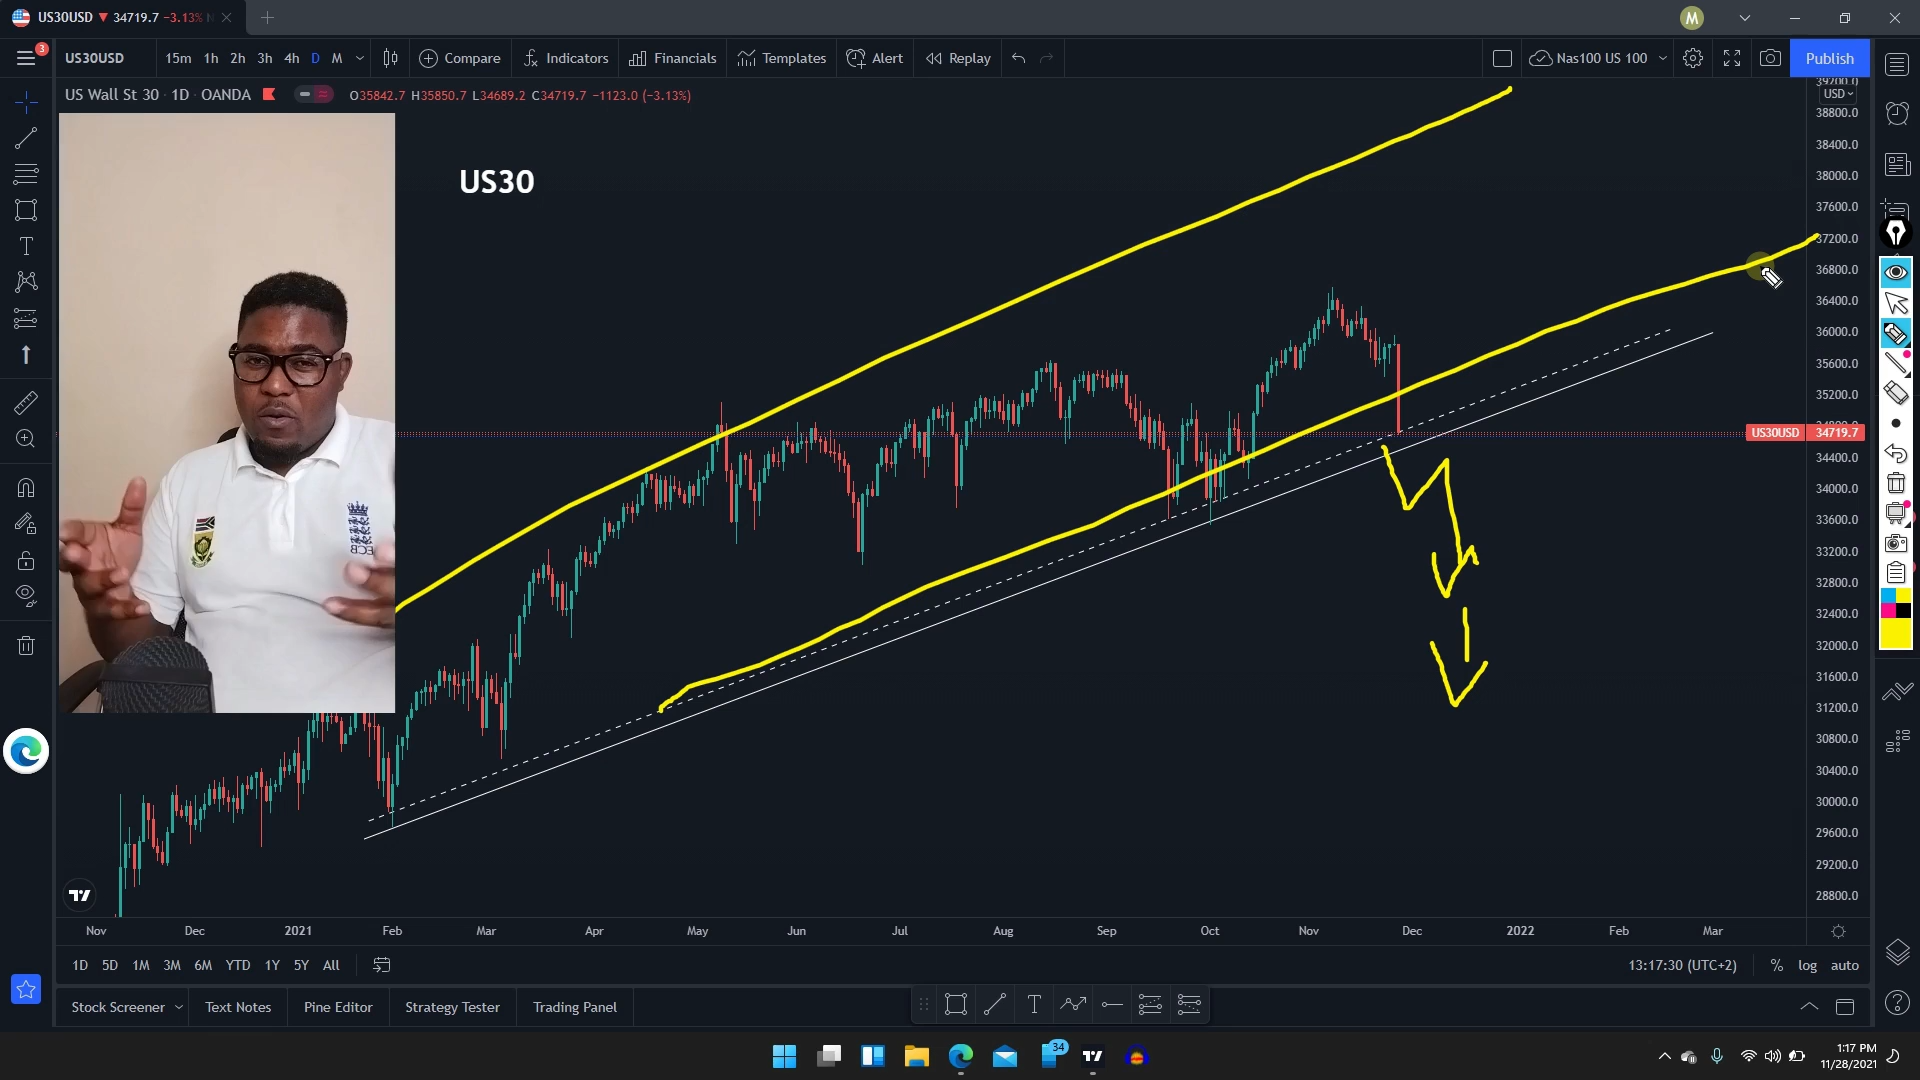 US30USD ▼ 34719.7 −3.13%
M
3
US30USD 15m 1h 2h 3h 4h D M Compare Indicators Financials Templates Alert Replay Nas100 US 100 Publish
US Wall St 30 · 1D · OANDA O35842.7 H35850.7 L34689.2 C34719.7 −1123.0 (−3.13%)
US30
39200.0
USD
38800.0
38400.0
38000.0
37600.0
37200.0
36800.0
36400.0
36000.0
35600.0
35200.0
US30USD 34719.7
34400.0
34000.0
33600.0
33200.0
32800.0
32400.0
32000.0
31600.0
31200.0
30800.0
30400.0
30000.0
29600.0
29200.0
28800.0
ECB
Nov Dec 2021 Feb Mar Apr May Jun Jul Aug Sep Oct Nov Dec 2022 Feb Mar
1D 5D 1M 3M 6M YTD 1Y 5Y All 13:17:30 (UTC+2) % log auto
Stock Screener Text Notes Pine Editor Strategy Tester Trading Panel
34
1:17 PM
11/28/2021